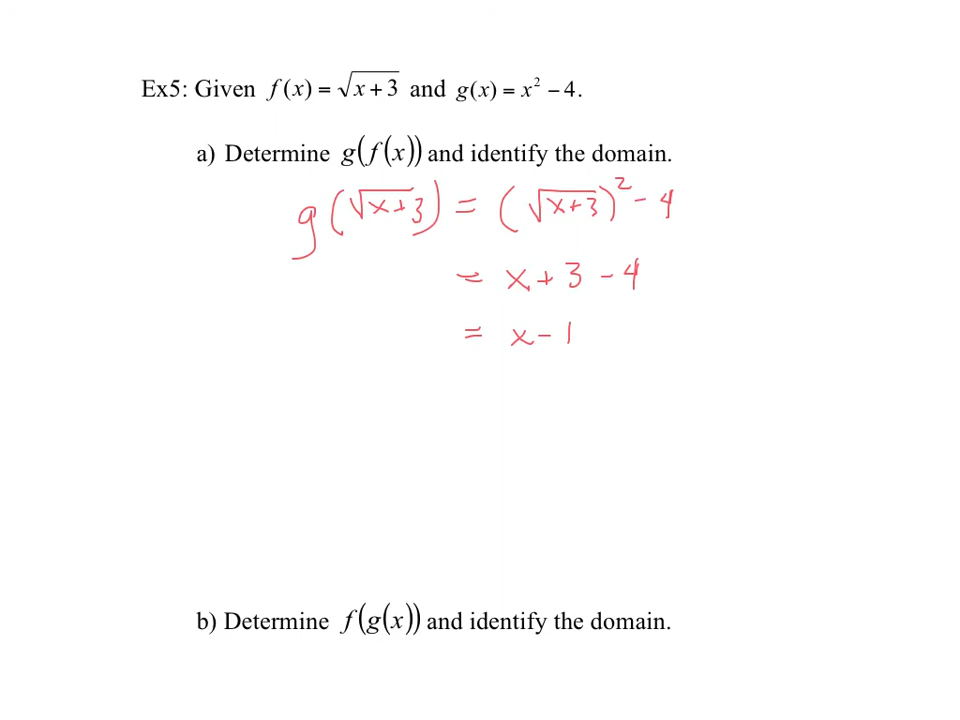 Ex5: Given f(x) = √(x + 3) and g(x) = x² − 4.
a) Determine g(f(x)) and identify the domain.
g(√(x+3)) = (√(x+3))² − 4
= x + 3 − 4
= x − 1
b) Determine f(g(x)) and identify the domain.